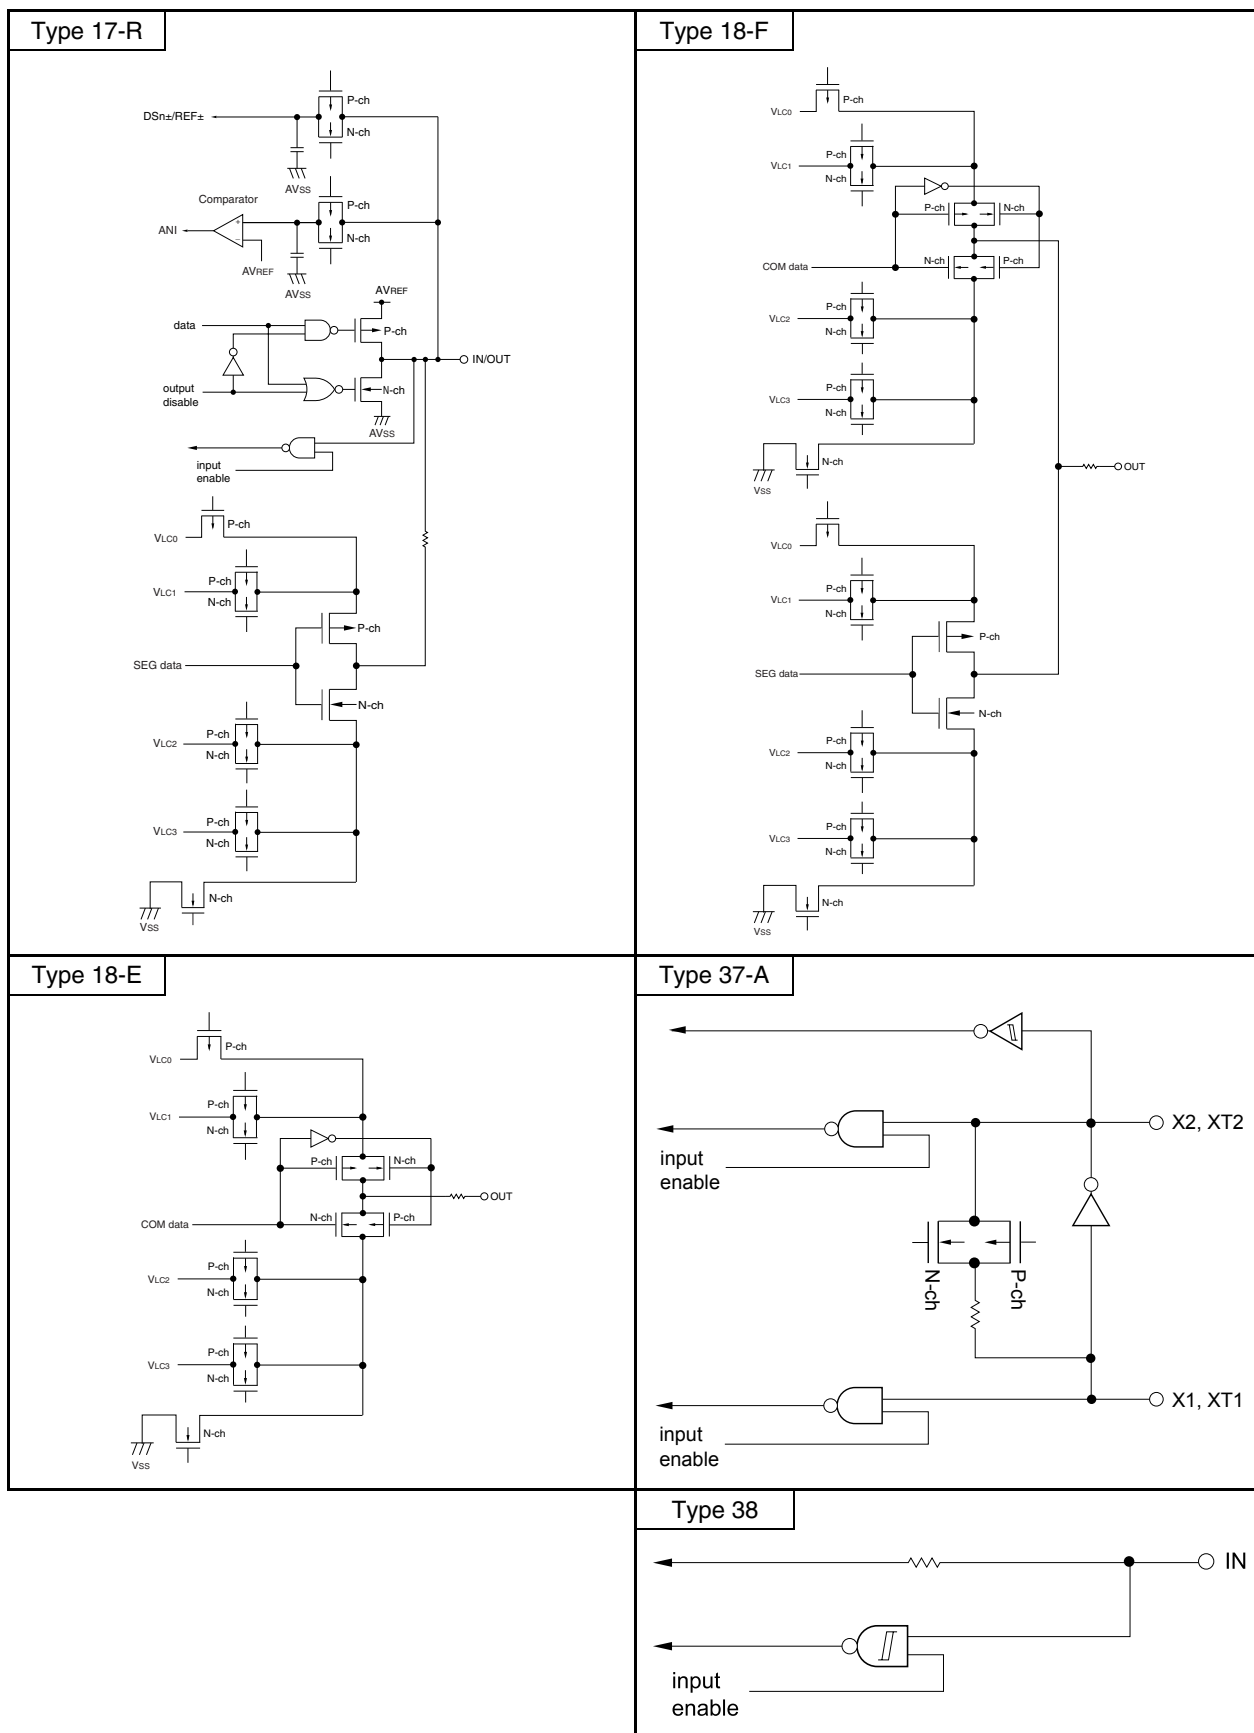 Type 17-R
P-ch
DSn±/REF±
N-ch
AVSS
P-ch
Comparator
ANI
+
−
N-ch
AVREF
AVSS
AVREF
data
P-ch
IN/OUT
output
disable
N-ch
AVSS
input
enable
P-ch
VLC0
P-ch
VLC1
N-ch
P-ch
SEG data
N-ch
P-ch
VLC2
N-ch
P-ch
VLC3
N-ch
N-ch
VSS
Type 18-F
P-ch
VLC0
P-ch
VLC1
N-ch
P-ch
N-ch
N-ch
P-ch
COM data
P-ch
VLC2
N-ch
P-ch
VLC3
N-ch
N-ch
VSS
OUT
VLC0
P-ch
VLC1
N-ch
P-ch
SEG data
N-ch
P-ch
VLC2
N-ch
P-ch
VLC3
N-ch
N-ch
VSS
Type 18-E
P-ch
VLC0
P-ch
VLC1
N-ch
P-ch
N-ch
OUT
N-ch
P-ch
COM data
P-ch
VLC2
N-ch
P-ch
VLC3
N-ch
N-ch
VSS
Type 37-A
X2, XT2
input
enable
N-ch
P-ch
X1, XT1
input
enable
Type 38
IN
input
enable